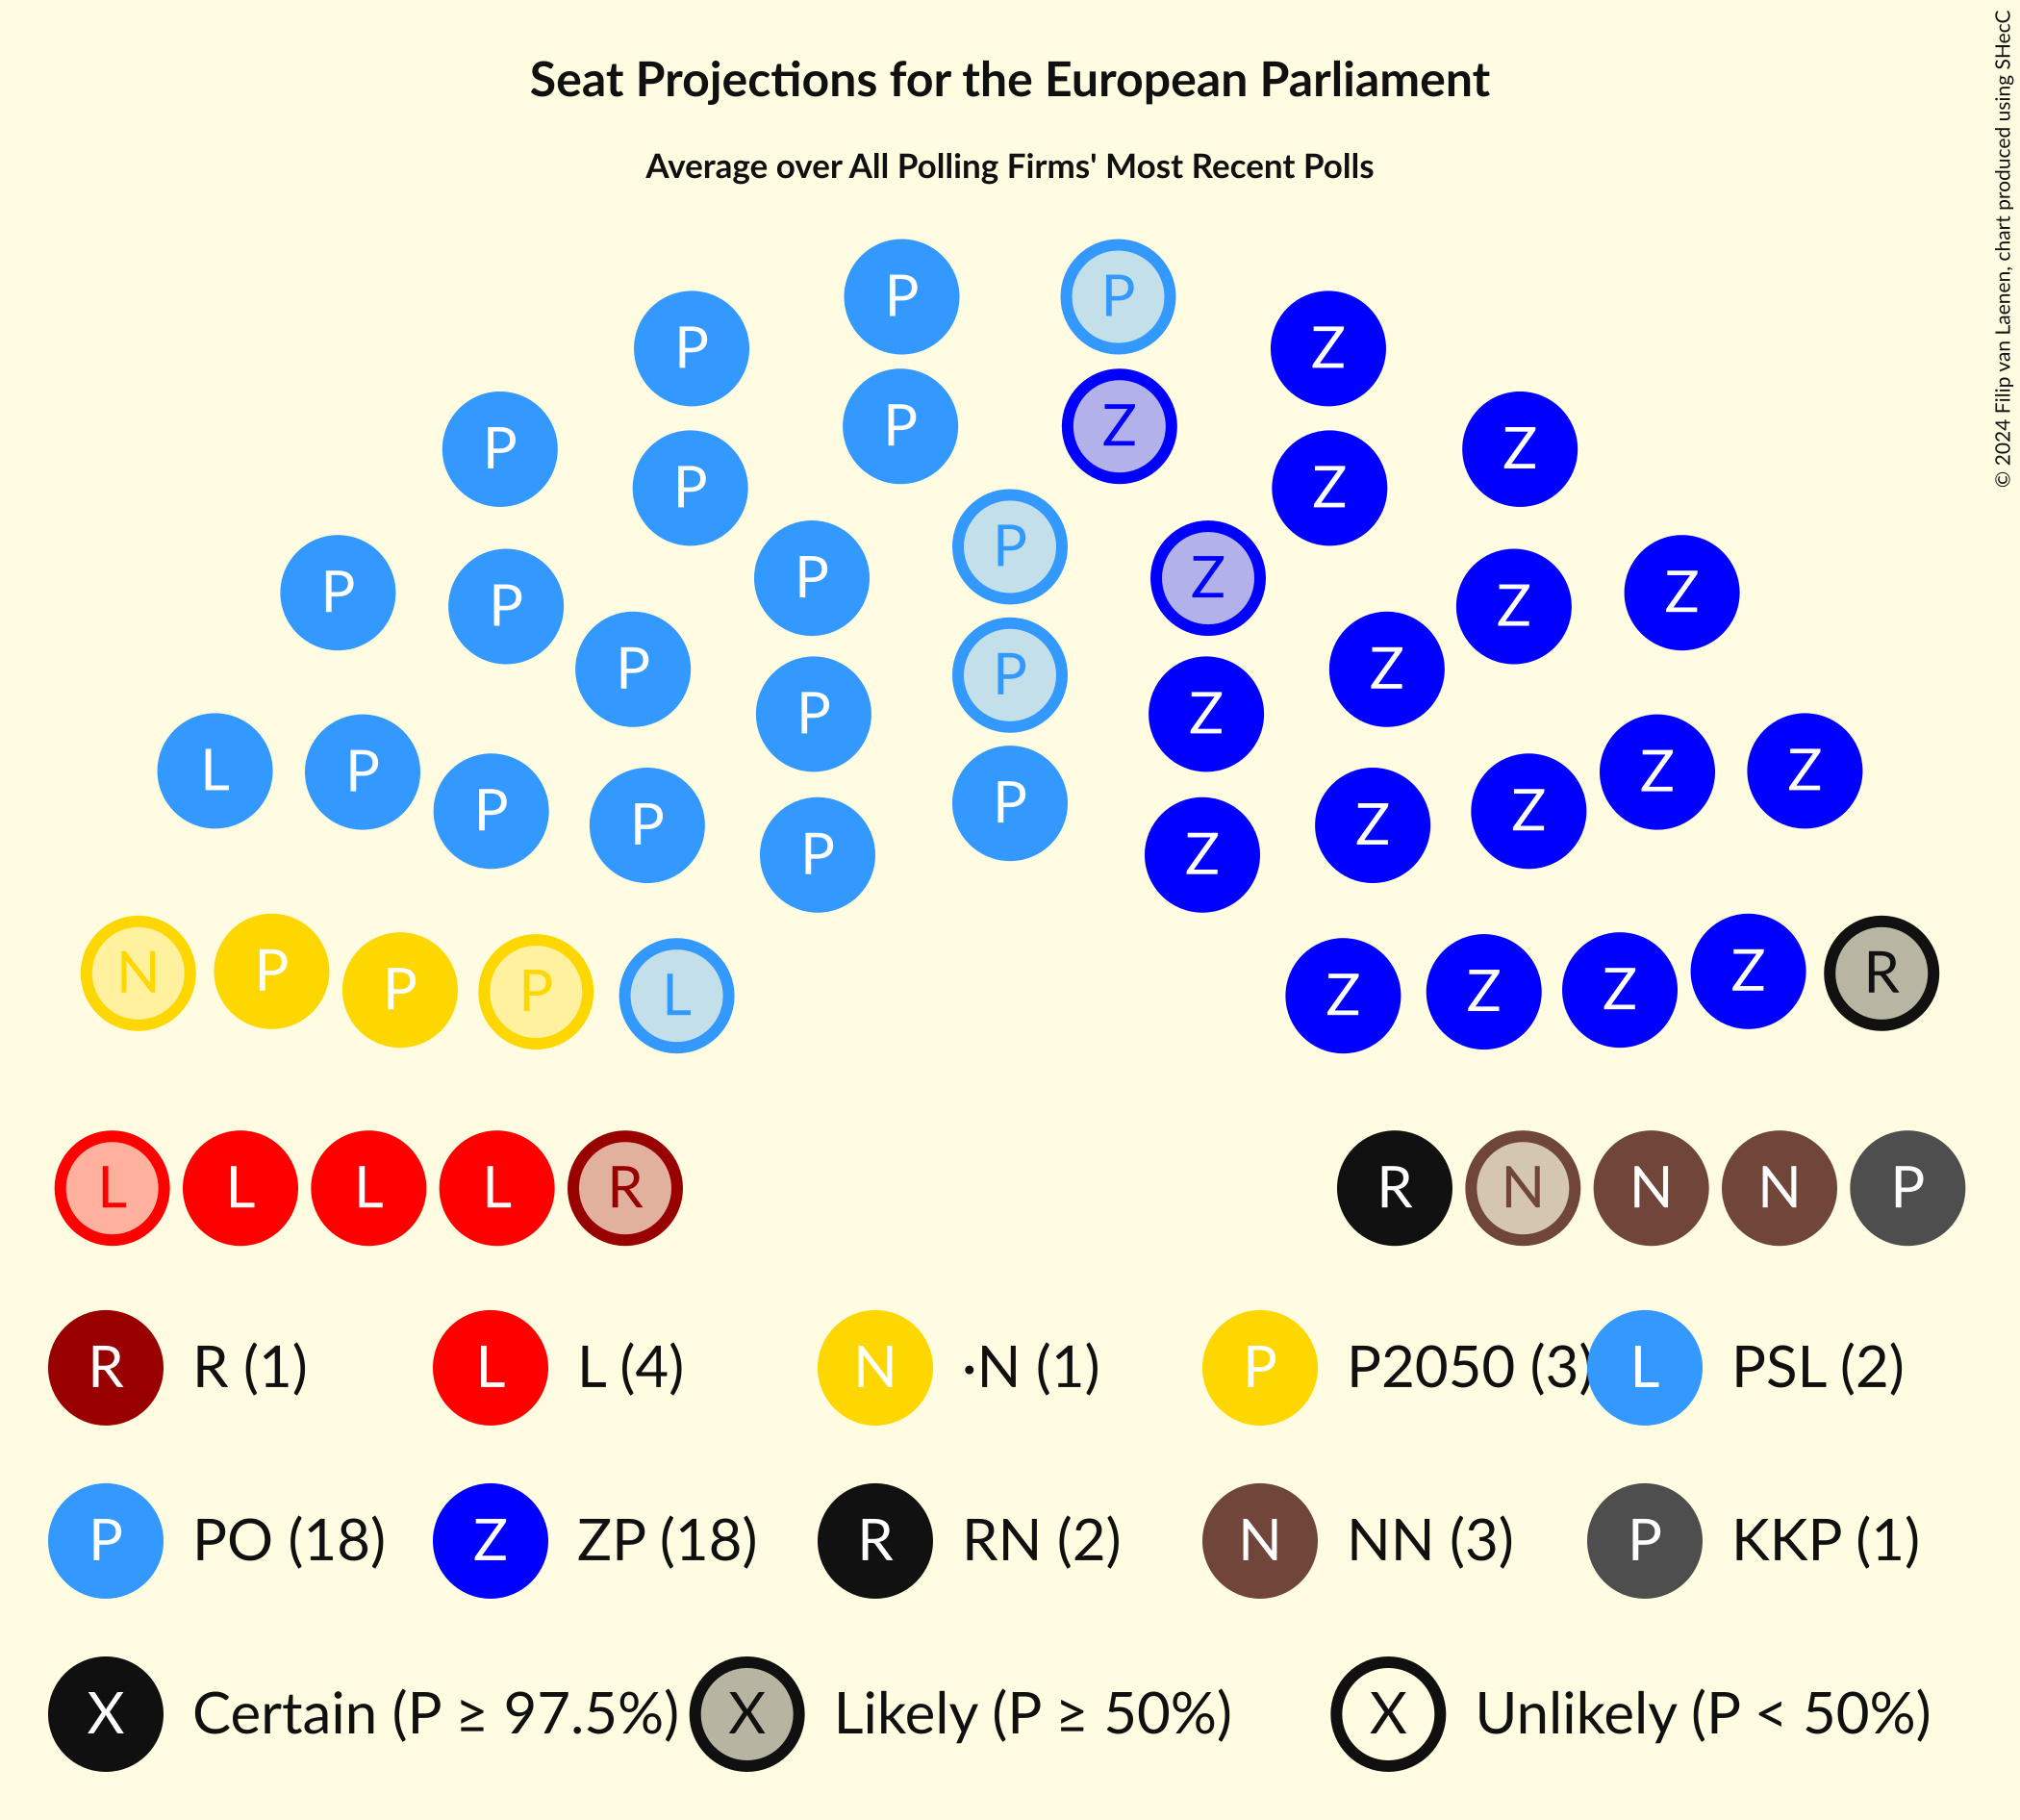 Seat Projections for the European Parliament
Average over All Polling Firms' Most Recent Polls
© 2024 Filip van Laenen, chart produced using SHecC
P P
P Z
P Z
P Z
P Z
P
P P Z Z
P P Z Z
P Z
P
P Z
L P Z Z
P Z
P
P Z
P Z
N P P P L Z Z Z Z R
L L L L R R N N N P
R R (1) L L (4) N ·N (1) P P2050 (3) L PSL (2)
P PO (18) Z ZP (18) R RN (2) N NN (3) P KKP (1)
X Certain (P ≥ 97.5%) X Likely (P ≥ 50%) X Unlikely (P < 50%)